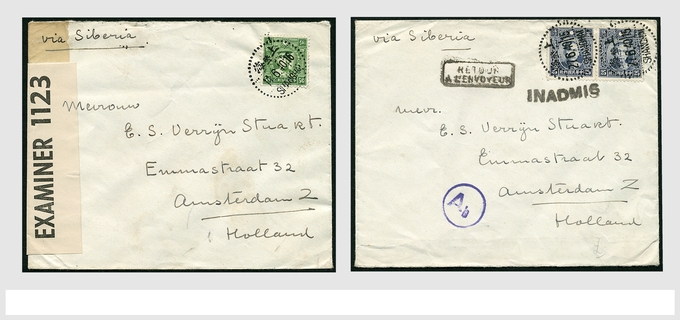 via Siberia
EXAMINER 1123
Mevrouw
E. S. Verrijn Stuart.
Emmastraat 32
Amsterdam Z
Holland
via Siberia
RETOUR
A L'ENVOYEUR
INADMIS
Mevr.
E. S. Verrijn Stuart.
Emmastraat 32
Amsterdam Z
Holland
Ab